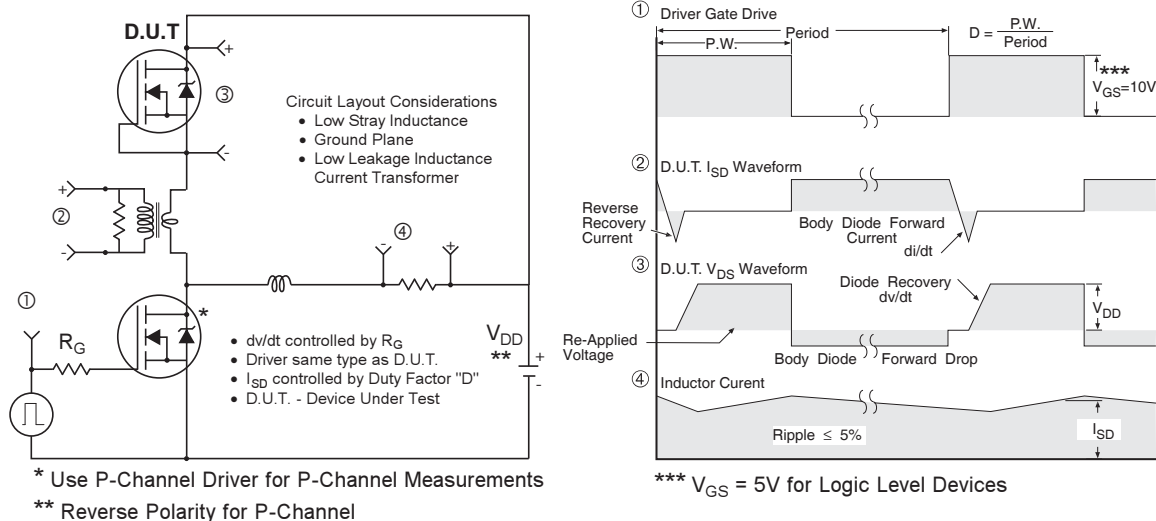 D.U.T
+
③
-
Circuit Layout Considerations
• Low Stray Inductance
• Ground Plane
• Low Leakage Inductance
Current Transformer
+
②
-
④
-
+
①
R_G
*
• dv/dt controlled by R_G
• Driver same type as D.U.T.
• I_SD controlled by Duty Factor "D"
• D.U.T. - Device Under Test
V_DD
**
+
-
* Use P-Channel Driver for P-Channel Measurements
** Reverse Polarity for P-Channel
① Driver Gate Drive
P.W.
Period
D = P.W. / Period
***
V_GS=10V
② D.U.T. I_SD Waveform
Reverse
Recovery
Current
Body Diode Forward
Current
di/dt
③ D.U.T. V_DS Waveform
Diode Recovery
dv/dt
V_DD
Re-Applied
Voltage
Body Diode Forward Drop
④ Inductor Curent
Ripple ≤ 5%
I_SD
*** V_GS = 5V for Logic Level Devices